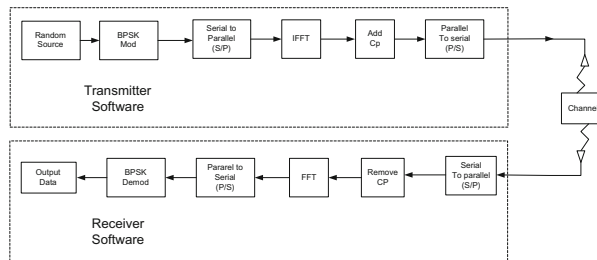 Random
Source
BPSK
Mod
Serial to
Parallel
(S/P)
IFFT
Add
Cp
Parallel
To serial
(P/S)
Transmitter
Software
Channel
Output
Data
BPSK
Demod
Pararel to
Serial
(P/S)
FFT
Remove
CP
Serial
To parallel
(S/P)
Receiver
Software